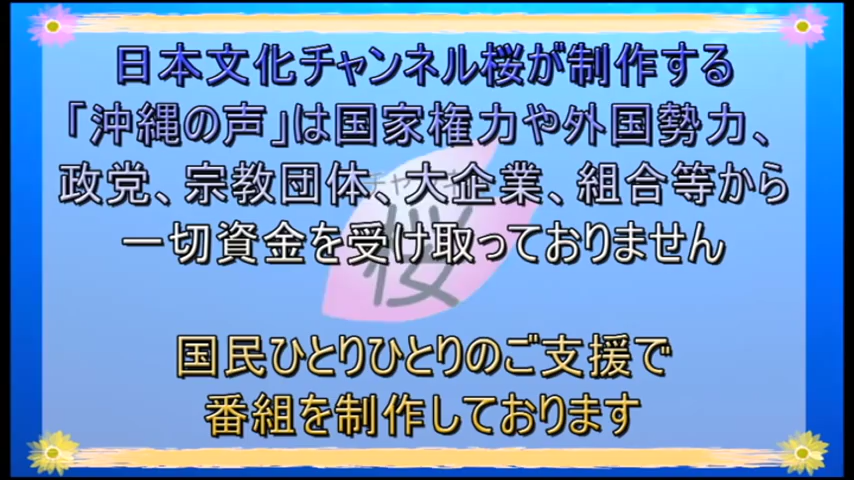 日本文化チャンネル桜が制作する
「沖縄の声」は国家権力や外国勢力、
政党、宗教団体、大企業、組合等から
一切資金を受け取っておりません
桜
国民ひとりひとりのご支援で
番組を制作しております